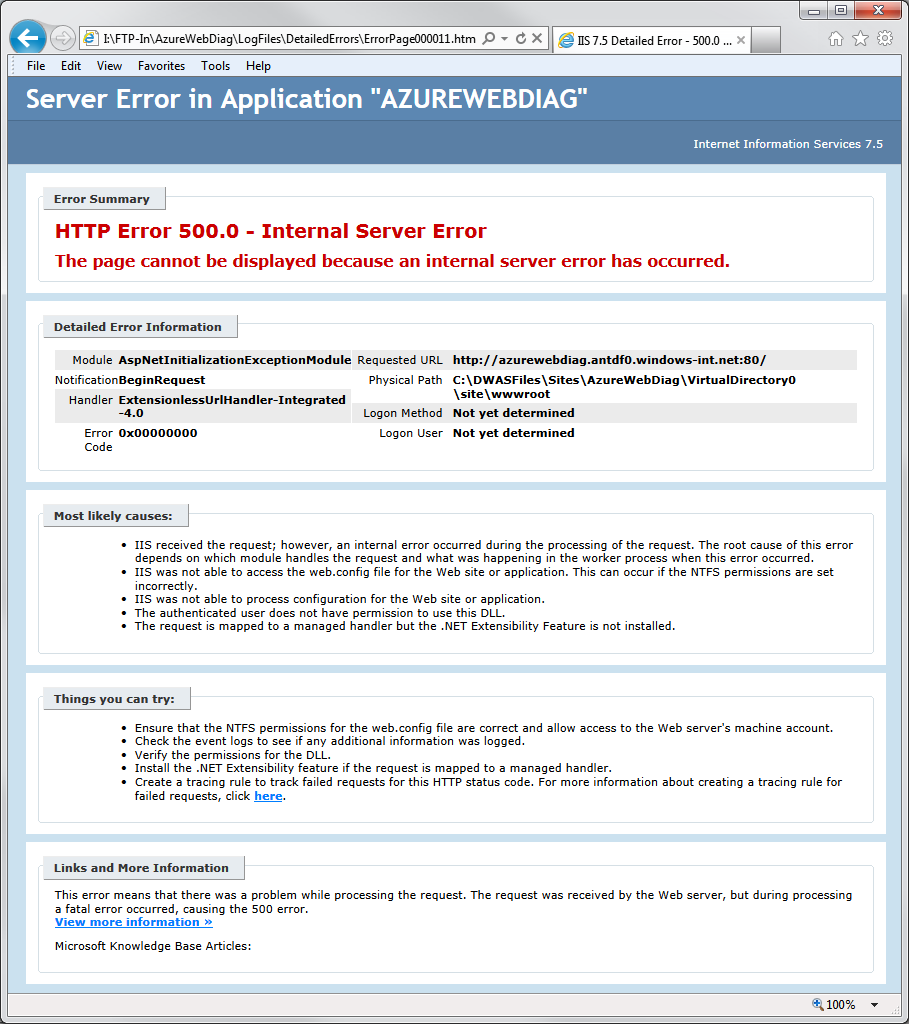 I:\FTP-In\AzureWebDiag\LogFiles\DetailedErrors\ErrorPage000011.htm
IIS 7.5 Detailed Error - 500.0 ...
File Edit View Favorites Tools Help
Server Error in Application "AZUREWEBDIAG"
Internet Information Services 7.5
Error Summary
HTTP Error 500.0 - Internal Server Error
The page cannot be displayed because an internal server error has occurred.
Detailed Error Information
Module AspNetInitializationExceptionModule
Notification BeginRequest
Handler ExtensionlessUrlHandler-Integrated
-4.0
Error
Code 0x00000000
Requested URL http://azurewebdiag.antdf0.windows-int.net:80/
Physical Path C:\DWASFiles\Sites\AzureWebDiag\VirtualDirectory0
\site\wwwroot
Logon Method Not yet determined
Logon User Not yet determined
Most likely causes:
• IIS received the request; however, an internal error occurred during the processing of the request. The root cause of this error
depends on which module handles the request and what was happening in the worker process when this error occurred.
• IIS was not able to access the web.config file for the Web site or application. This can occur if the NTFS permissions are set
incorrectly.
• IIS was not able to process configuration for the Web site or application.
• The authenticated user does not have permission to use this DLL.
• The request is mapped to a managed handler but the .NET Extensibility Feature is not installed.
Things you can try:
• Ensure that the NTFS permissions for the web.config file are correct and allow access to the Web server's machine account.
• Check the event logs to see if any additional information was logged.
• Verify the permissions for the DLL.
• Install the .NET Extensibility feature if the request is mapped to a managed handler.
• Create a tracing rule to track failed requests for this HTTP status code. For more information about creating a tracing rule for
failed requests, click here.
Links and More Information
This error means that there was a problem while processing the request. The request was received by the Web server, but during processing
a fatal error occurred, causing the 500 error.
View more information »
Microsoft Knowledge Base Articles:
100%